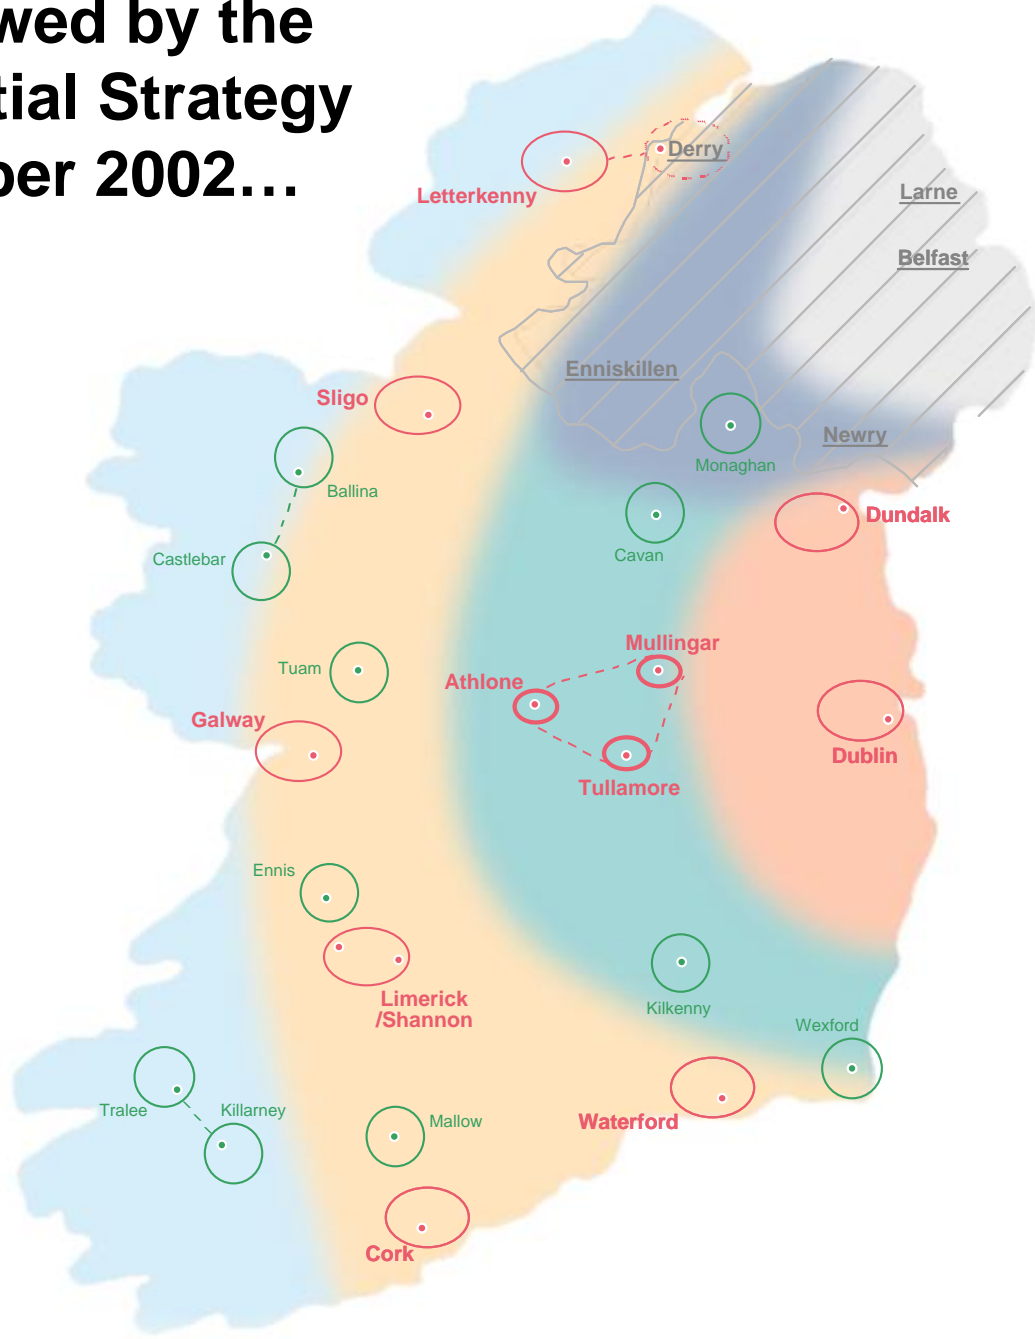 wed by the
tial Strategy
ber 2002…
Derry
Letterkenny
Larne
Belfast
Enniskillen
Sligo
Newry
Monaghan
Ballina
Dundalk
Castlebar
Cavan
Mullingar
Tuam
Athlone
Galway
Dublin
Tullamore
Ennis
Limerick
/Shannon
Kilkenny
Wexford
Tralee
Killarney
Mallow
Waterford
Cork